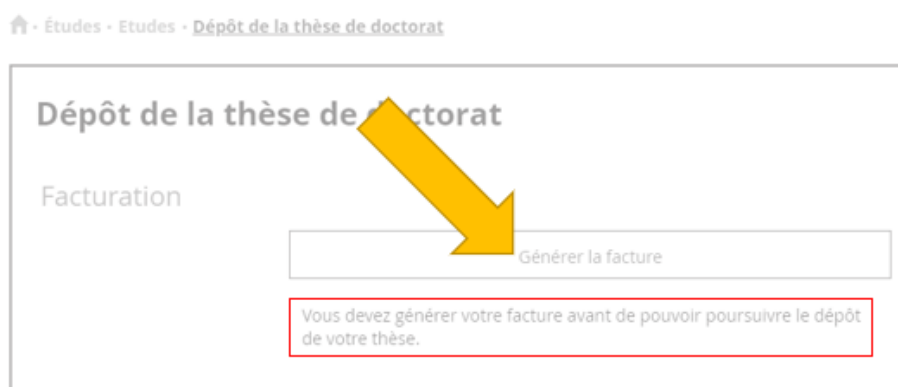 · Études · Etudes · Dépôt de la thèse de doctorat
Dépôt de la thèse de doctorat
Facturation
Générer la facture
Vous devez générer votre facture avant de pouvoir poursuivre le dépôt
de votre thèse.